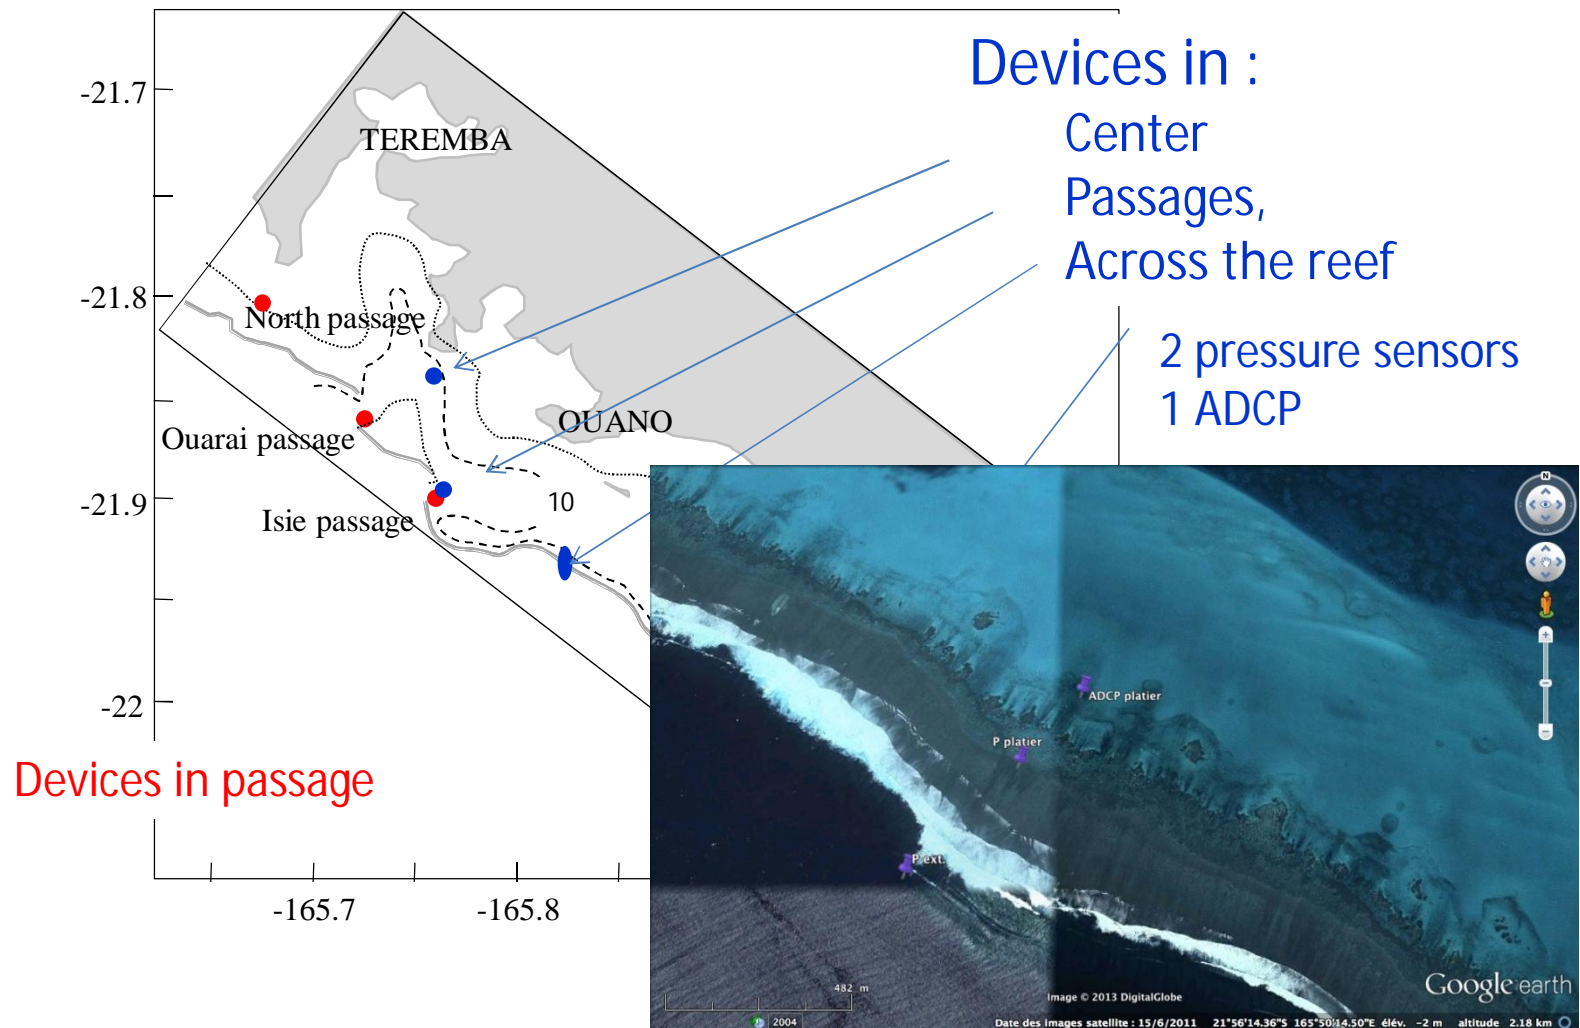 Devices in :
Center
Passages,
Across the reef
2 pressure sensors
1 ADCP
-21.7
-21.8
-21.9
-22
TEREMBA
North passage
OUANO
Ouarai passage
10
Isie passage
Devices in passage
-165.7
-165.8
N
ADCP platier
P platier
P ext.
482 m
2004
Image © 2013 DigitalGlobe
Google earth
Date des images satellite : 15/6/2011 21°56'14.36"S 165°50'14.50"E élév. -2 m altitude 2.18 km